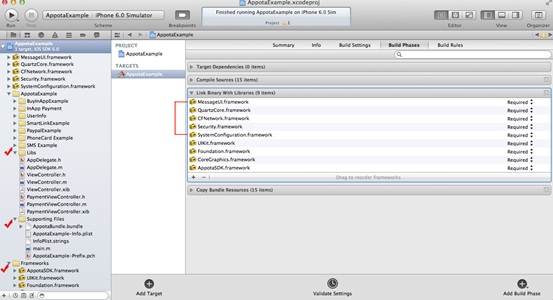 AppotaExample.xcodeproj
AppotaExample
iPhone 6.0 Simulator
Finished running AppotaExample on iPhone 6.0 Sim
Project
1
Run
Stop
Scheme
Breakpoints
Editor
View
Organizer
AppotaExample
1 target, iOS SDK 6.0
MessageUI.framework
QuartzCore.framework
CFNetwork.framework
Security.framework
SystemConfiguration.framework
AppotaExample
BuyInAppExample
InApp Payment
UserInfo
SmartLinkExample
PaypalExample
PhoneCard Example
SMS Example
Libs
AppDelegate.h
AppDelegate.m
ViewController.h
ViewController.m
ViewController.xib
PaymentViewController.h
PaymentViewController.m
PaymentViewController.xib
Supporting Files
AppotaBundle.bundle
AppotaExample-Info.plist
InfoPlist.strings
main.m
AppotaExample-Prefix.pch
Frameworks
AppotaSDK.framework
UIKit.framework
Foundation.framework
AppotaExample
PROJECT
AppotaExample
TARGETS
AppotaExample
Summary Info Build Settings Build Phases Build Rules
Target Dependencies (0 items)
Compile Sources (15 items)
Link Binary With Libraries (9 items)
MessageUI.framework Required
QuartzCore.framework Required
CFNetwork.framework Required
Security.framework Required
SystemConfiguration.framework Required
UIKit.framework Required
Foundation.framework Required
CoreGraphics.framework Required
AppotaSDK.framework Required
+ − Drag to reorder frameworks
Copy Bundle Resources (15 items)
Add Target
Validate Settings
Add Build Phase